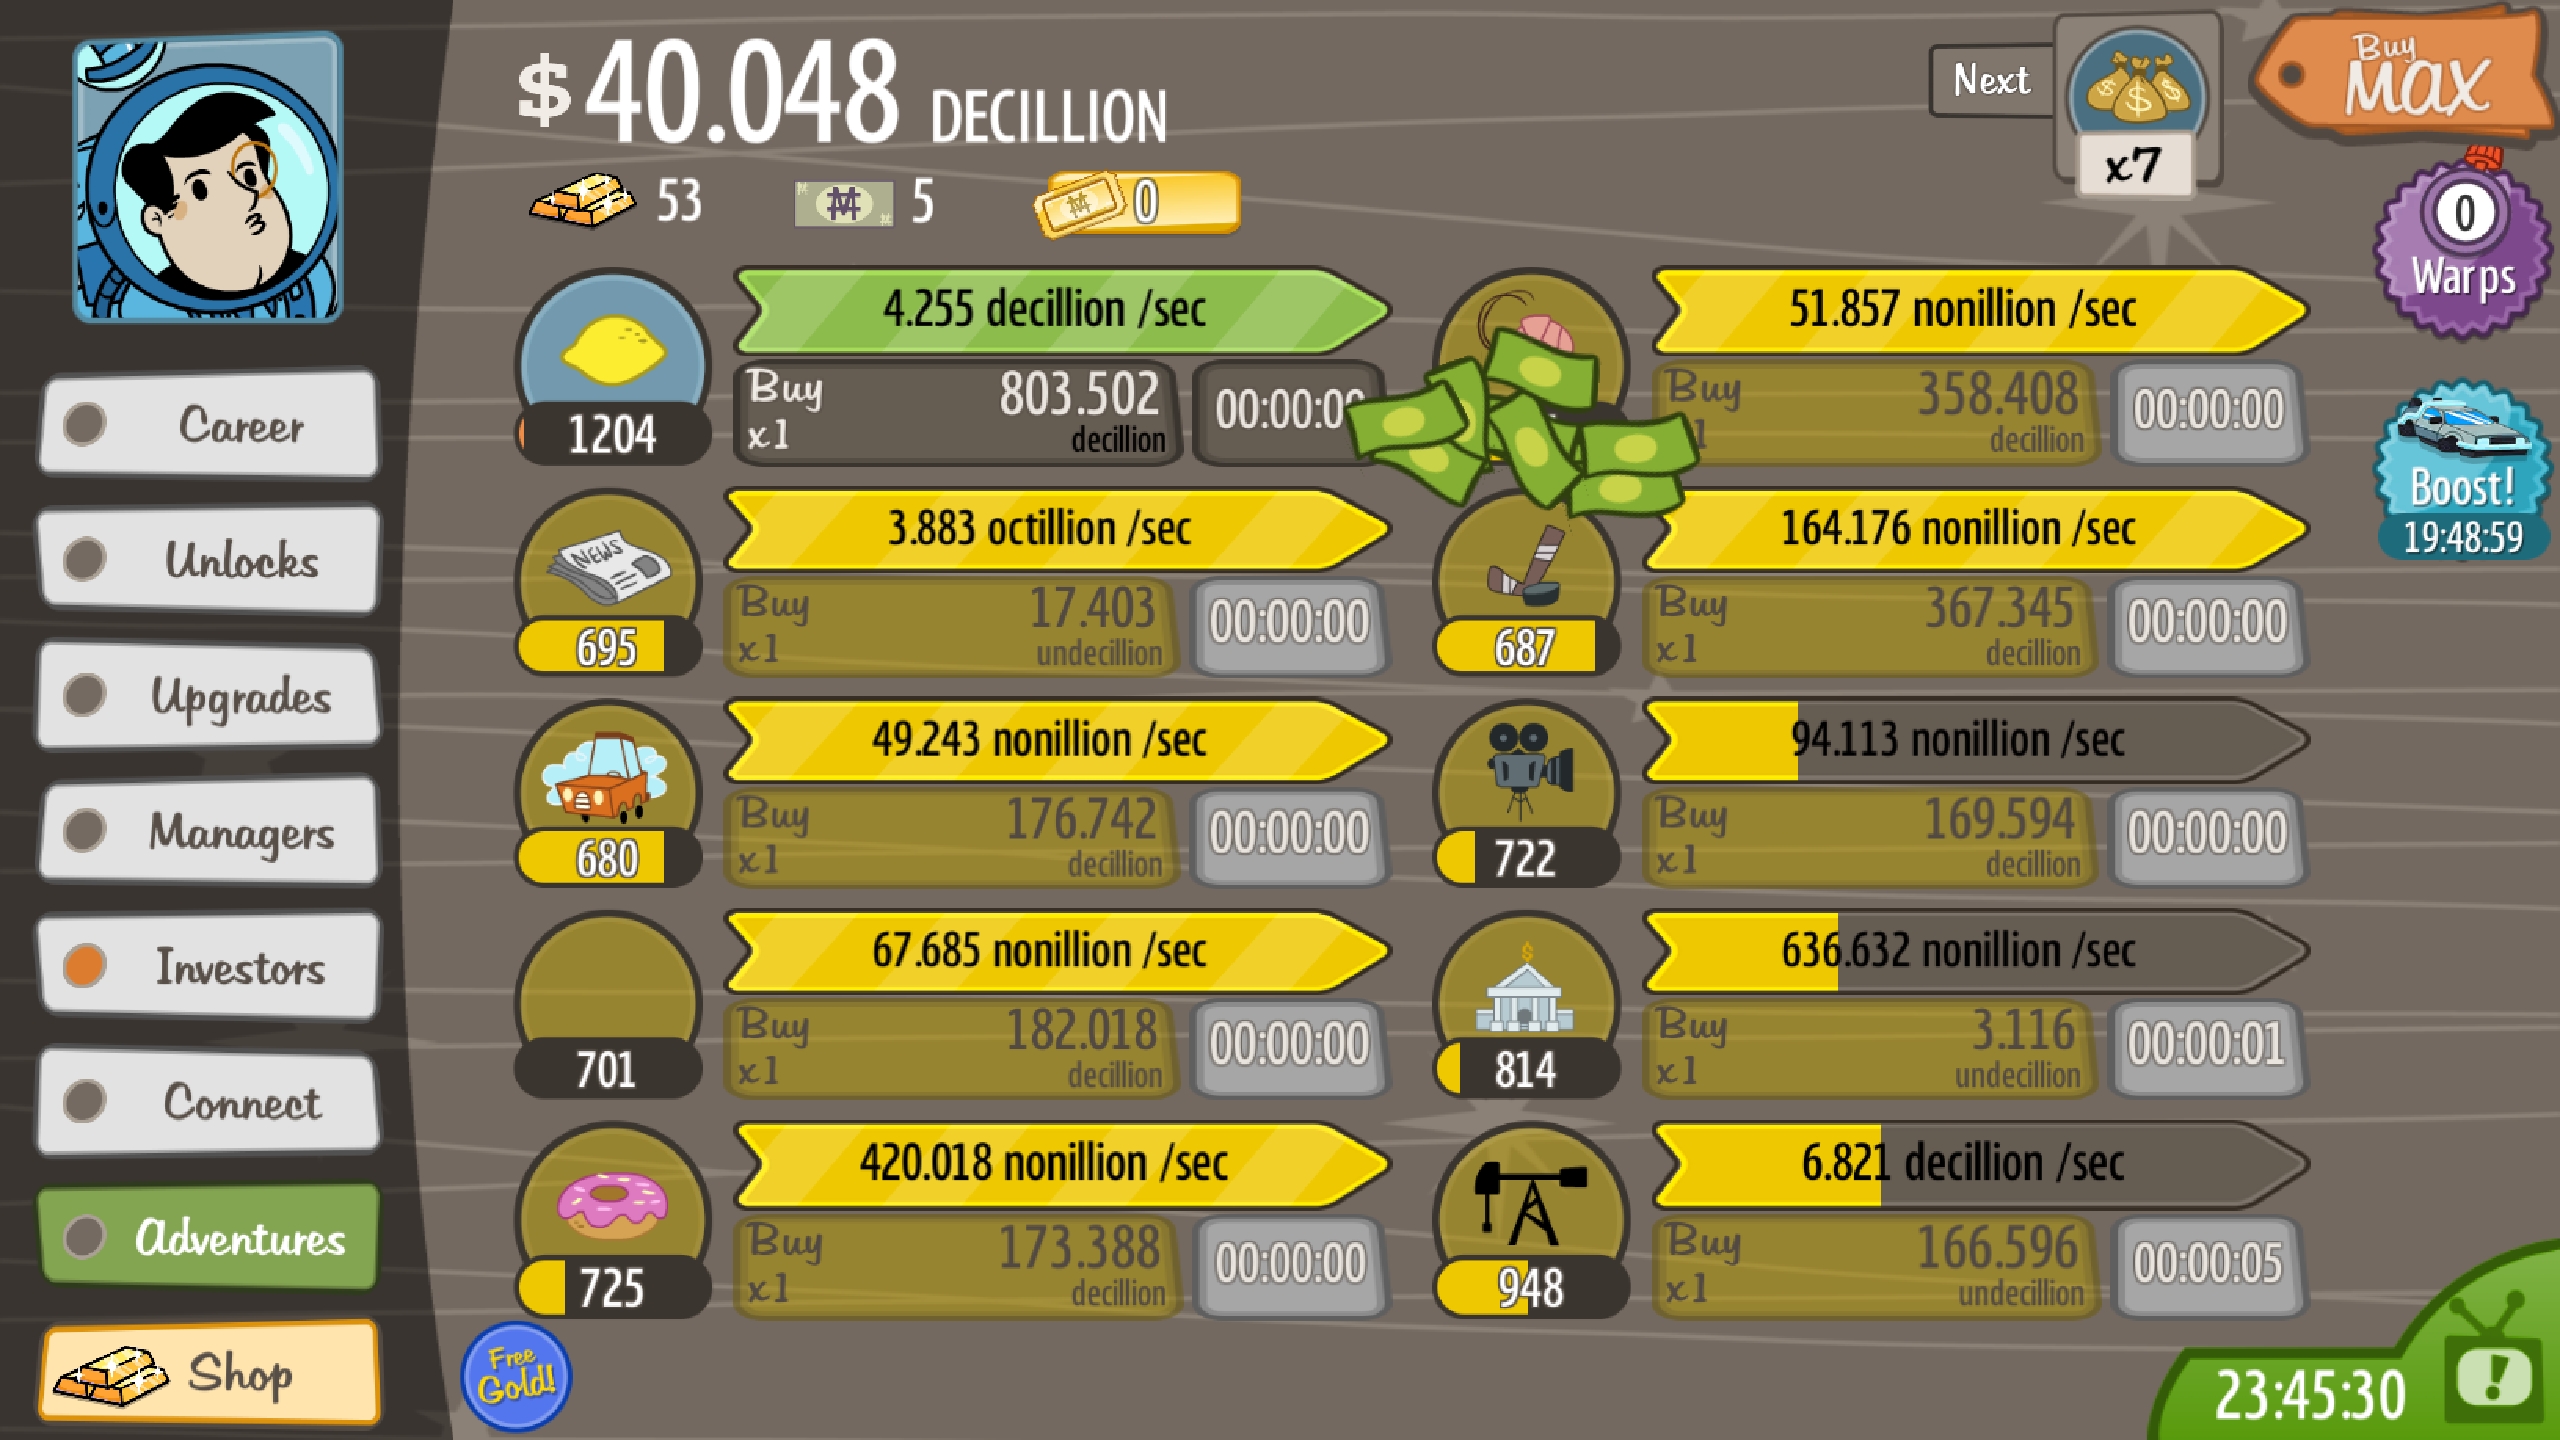 $40.048 DECILLION
Next
x7
Buy
MAX
53
5
0
0
Warps
Boost!
19:48:59
Career
Unlocks
Upgrades
Managers
Investors
Connect
Adventures
Shop
4.255 decillion /sec
1204
Buy
x1
803.502
decillion
51.857 nonillion /sec
Buy
358.408
decillion
00:00:00
NEWS
3.883 octillion /sec
695
Buy
x1
17.403
undecillion
00:00:00
164.176 nonillion /sec
687
Buy
x1
367.345
decillion
00:00:00
49.243 nonillion /sec
680
Buy
x1
176.742
decillion
00:00:00
94.113 nonillion /sec
722
Buy
x1
169.594
decillion
00:00:00
67.685 nonillion /sec
701
Buy
x1
182.018
decillion
00:00:00
636.632 nonillion /sec
814
Buy
x1
3.116
undecillion
00:00:01
420.018 nonillion /sec
725
Buy
x1
173.388
decillion
00:00:00
6.821 decillion /sec
948
Buy
x1
166.596
undecillion
00:00:05
Free
Gold!
23:45:30
!